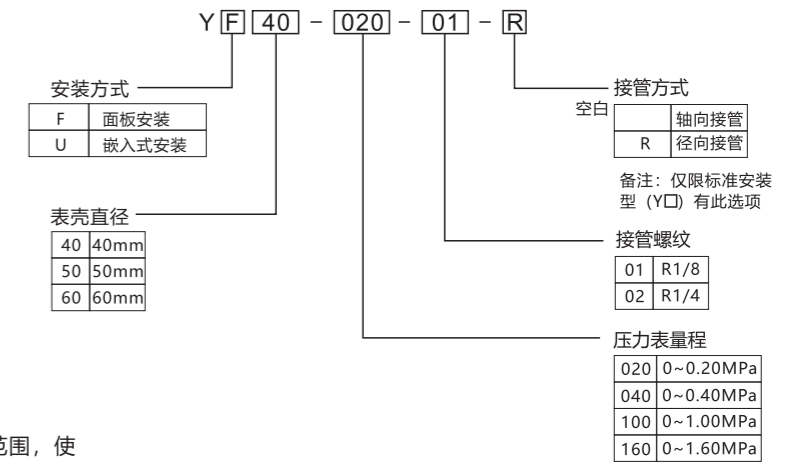 YF40-020-01-R
安装方式
F 面板安装
U 嵌入式安装
表壳直径
40 40mm
50 50mm
60 60mm
接管方式
空白 轴向接管
R 径向接管
备注：仅限标准安装
型（Y□）有此选项
接管螺纹
01 R1/8
02 R1/4
压力表量程
020 0~0.20MPa
040 0~0.40MPa
100 0~1.00MPa
160 0~1.60MPa
范围，使